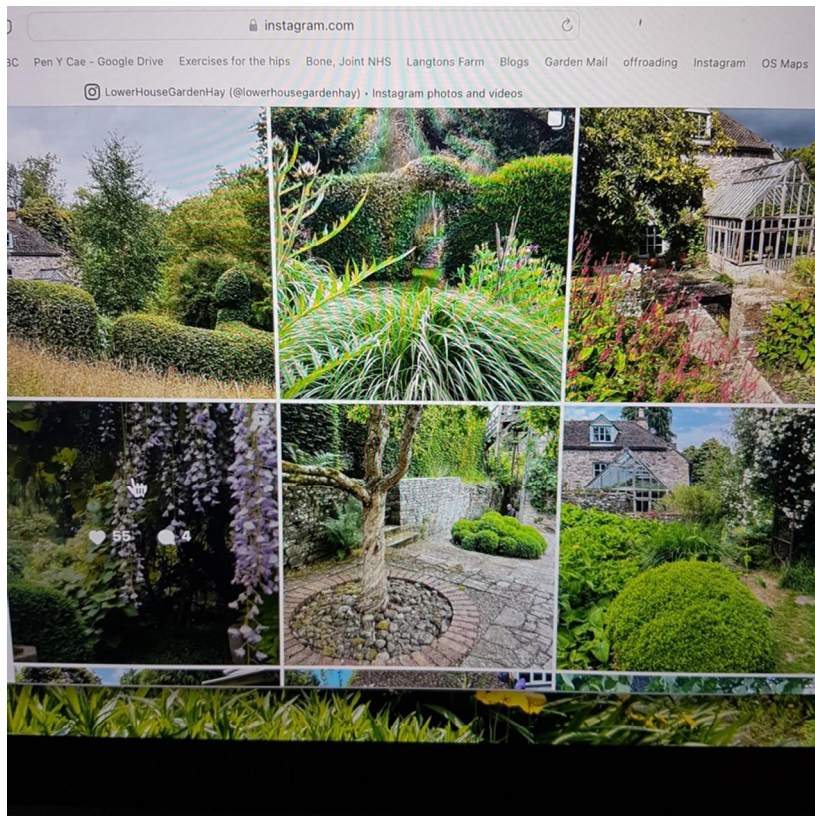 instagram.com
Pen Y Cae - Google Drive Exercises for the hips Bone, Joint NHS Langtons Farm Blogs Garden Mail offroading Instagram OS Maps
LowerHouseGardenHay (@lowerhousegardenhay) • Instagram photos and videos
55 4